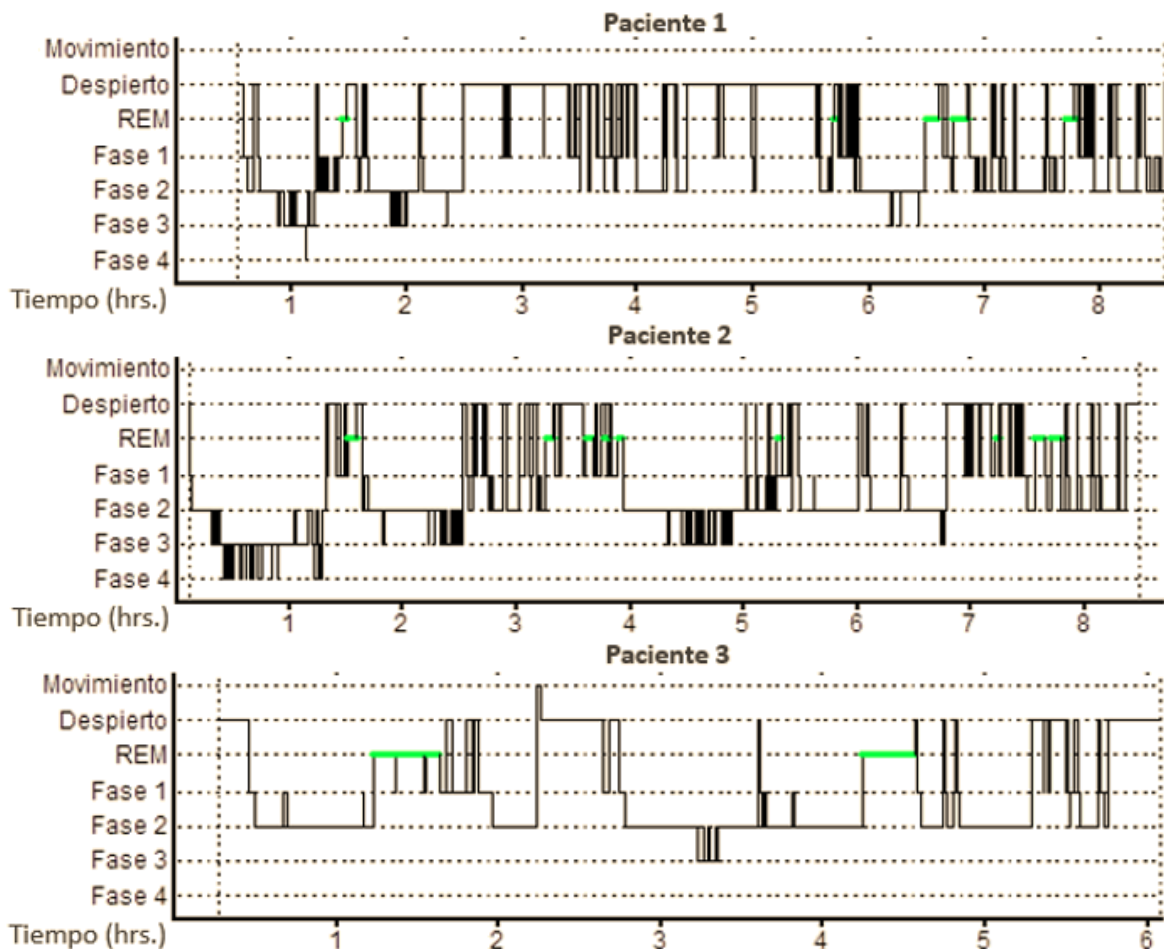 Paciente 1
Movimiento
Despierto
REM
Fase 1
Fase 2
Fase 3
Fase 4
Tiempo (hrs.) 1 2 3 4 5 6 7 8
Paciente 2
Movimiento
Despierto
REM
Fase 1
Fase 2
Fase 3
Fase 4
Tiempo (hrs.) 1 2 3 4 5 6 7 8
Paciente 3
Movimiento
Despierto
REM
Fase 1
Fase 2
Fase 3
Fase 4
Tiempo (hrs.) 1 2 3 4 5 6